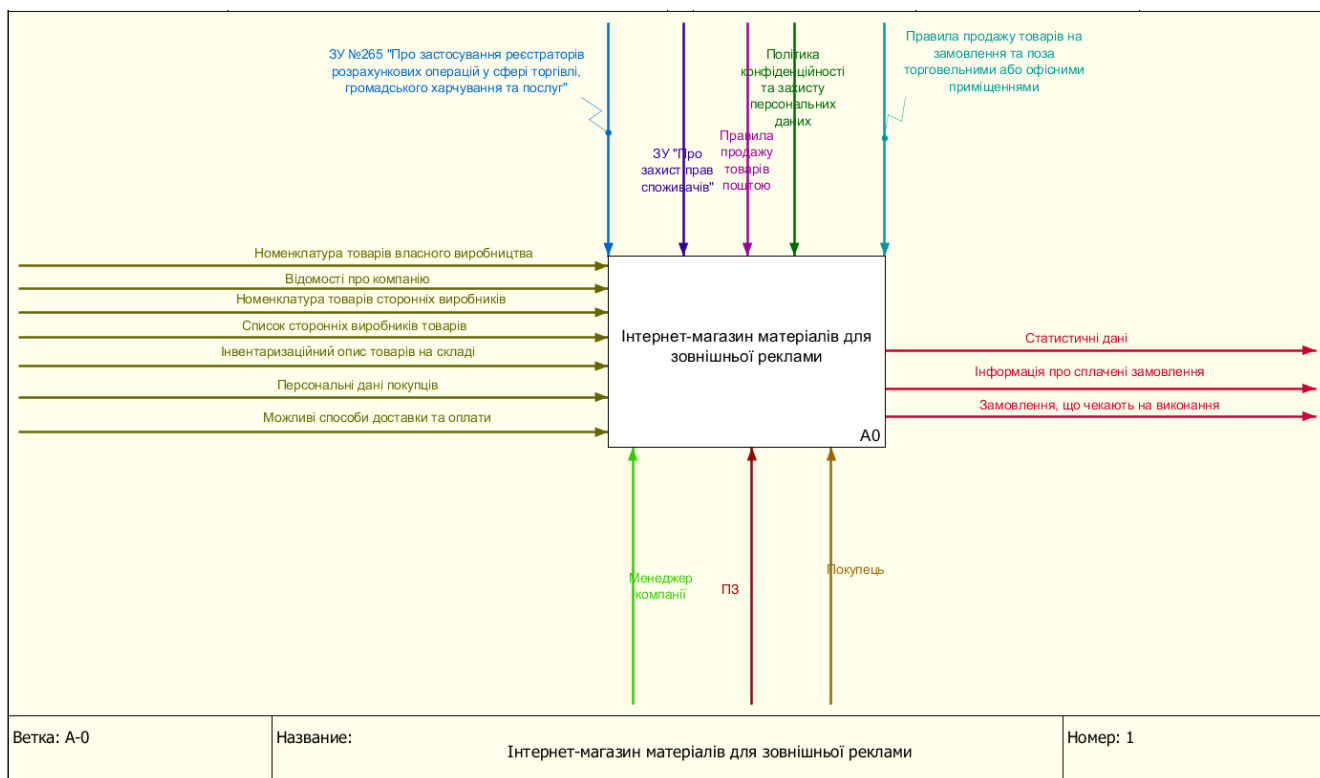 ЗУ №265 "Про застосування реєстраторів
розрахункових операцій у сфері торгівлі,
громадського харчування та послуг"
ЗУ "Про
захист прав
споживачів"
Правила
продажу
товарів
поштою
Політика
конфіденційності
та захисту
персональних
даних
Правила продажу товарів на
замовлення та поза
торговельними або офісними
приміщеннями
Номенклатура товарів власного виробництва
Відомості про компанію
Номенклатура товарів сторонніх виробників
Список сторонніх виробників товарів
Інвентаризаційний опис товарів на складі
Персональні дані покупців
Можливі способи доставки та оплати
Інтернет-магазин матеріалів для
зовнішньої реклами
A0
Статистичні дані
Інформація про сплачені замовлення
Замовлення, що чекають на виконання
Менеджер
компанії
ПЗ
Покупець
Ветка: A-0
Название:
Інтернет-магазин матеріалів для зовнішньої реклами
Номер: 1